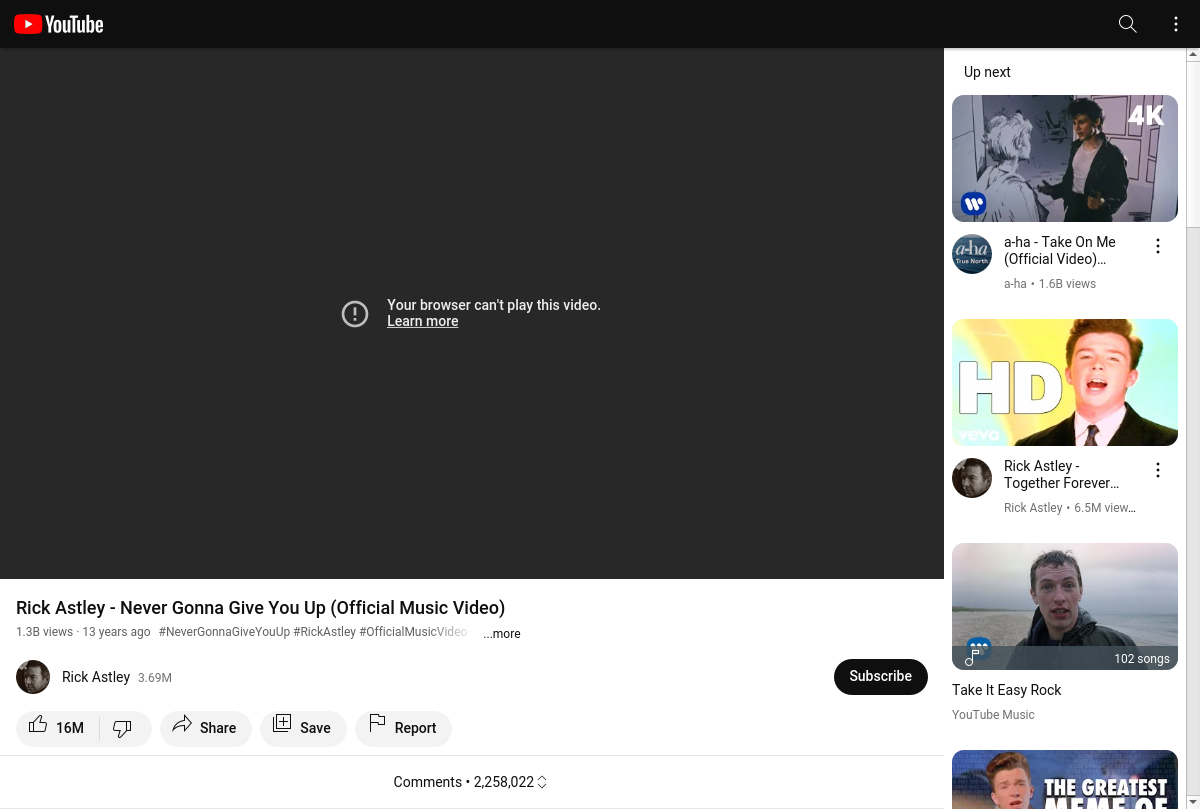 YouTube
Your browser can't play this video.
Learn more
Rick Astley - Never Gonna Give You Up (Official Music Video)
1.3B views · 13 years ago #NeverGonnaGiveYouUp #RickAstley #OfficialMusicVideo ...more
Rick Astley 3.69M
Subscribe
16M
Share
Save
Report
Comments • 2,258,022
Up next
4K
a-ha
True North
a-ha - Take On Me
(Official Video)…
a-ha • 1.6B views
HD
vevo
Rick Astley -
Together Forever…
Rick Astley • 6.5M view…
102 songs
Take It Easy Rock
YouTube Music
THE GREATEST
MEME OF